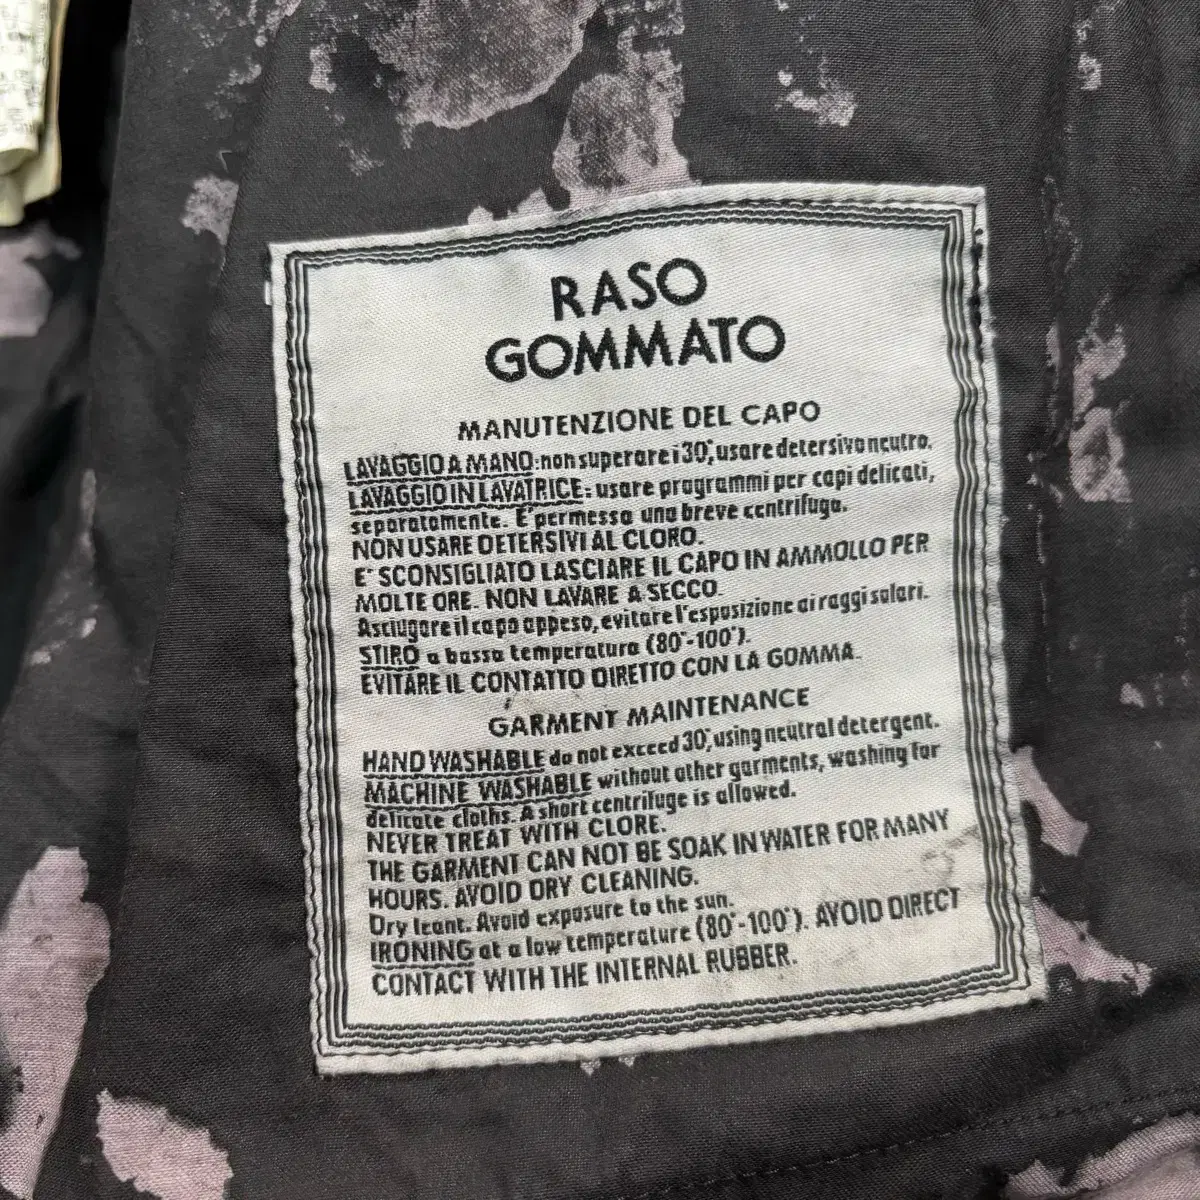 RASO
GOMMATO
MANUTENZIONE DEL CAPO
LAVAGGIO A MANO: non superare i 30°, usare detersivo neutro.
LAVAGGIO IN LAVATRICE: usare programmi per capi delicati,
separatamente. E' permessa una breve centrifuga.
NON USARE DETERSIVI AL CLORO.
E' SCONSIGLIATO LASCIARE IL CAPO IN AMMOLLO PER
MOLTE ORE. NON LAVARE A SECCO.
Asciugare il capo appeso, evitare l'esposizione ai raggi solari.
STIRO a bassa temperatura (80°-100°).
EVITARE IL CONTATTO DIRETTO CON LA GOMMA.
GARMENT MAINTENANCE
HAND WASHABLE do not exceed 30°, using neutral detergent.
MACHINE WASHABLE without other garments, washing for
delicate cloths. A short centrifuge is allowed.
NEVER TREAT WITH CLORE.
THE GARMENT CAN NOT BE SOAK IN WATER FOR MANY
HOURS. AVOID DRY CLEANING.
Dry leant. Avoid exposure to the sun.
IRONING at a low temperature (80°-100°). AVOID DIRECT
CONTACT WITH THE INTERNAL RUBBER.